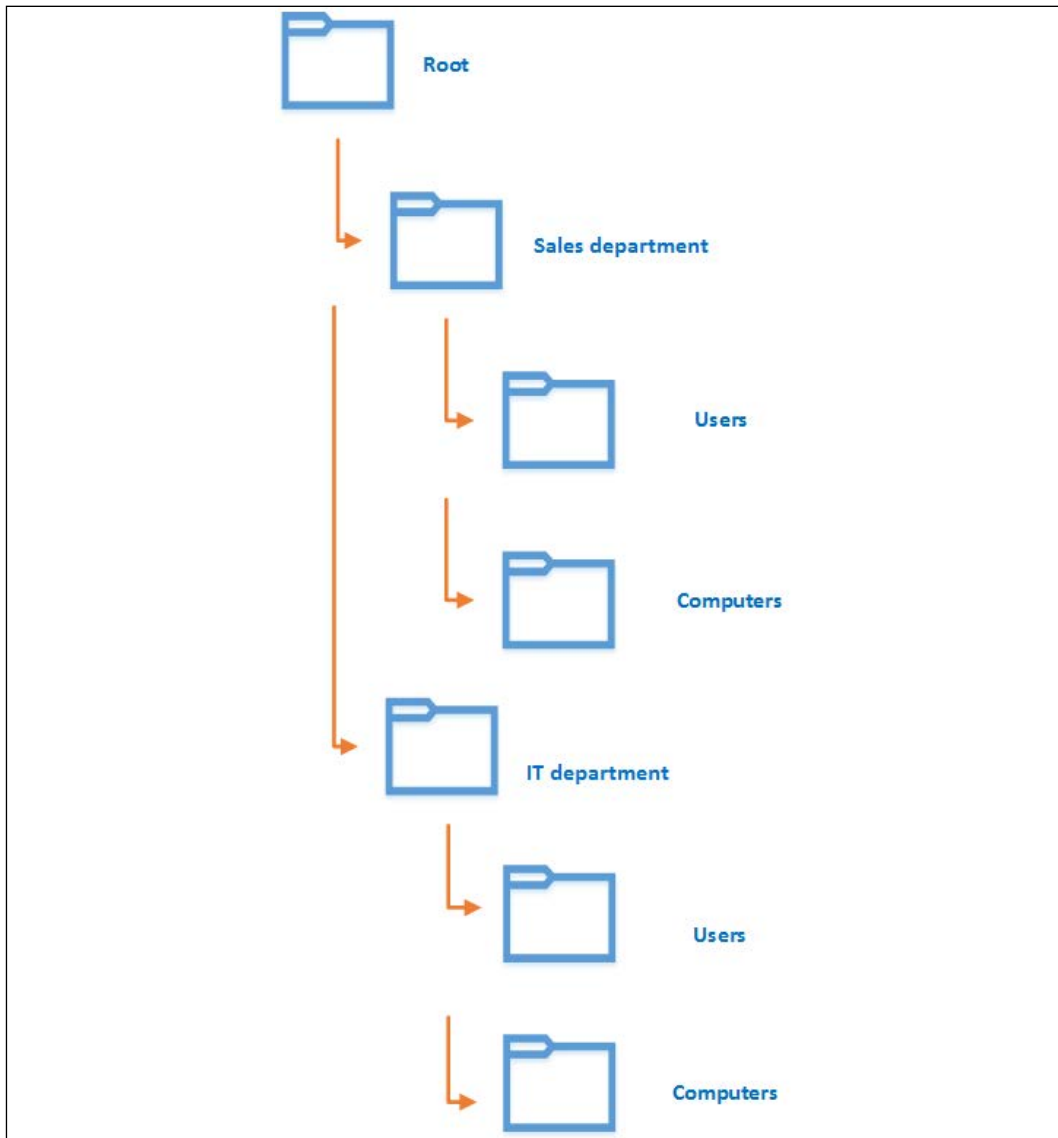 Root
Sales department
Users
Computers
IT department
Users
Computers